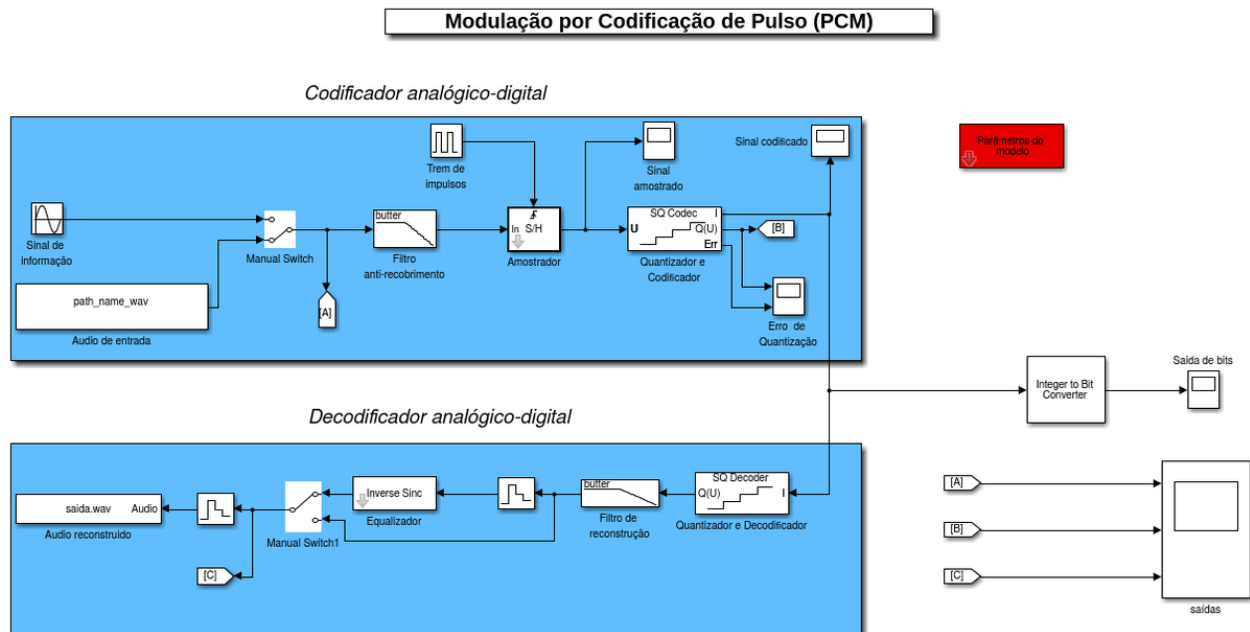 Modulação por Codificação de Pulso (PCM)
Codificador analógico-digital
Trem de
impulsos
Sinal
amostrado
Sinal codificado
Parâmetros do
modelo
Sinal de
informação
Manual Switch
butter
Filtro
anti-recobrimento
In S/H
Amostrador
SQ Codec
U
I
Q(U)
Err
Quantizador e
Codificador
[B]
path_name_wav
Audio de entrada
[A]
Erro de
Quantização
Integer to Bit
Converter
Saída de bits
Decodificador analógico-digital
saida.wav Audio
Audio reconstruído
[C]
Manual Switch1
Inverse Sinc
Equalizador
butter
Filtro de
reconstrução
SQ Decoder
Q(U) I
Quantizador e Decodificador
[A]
[B]
[C]
saídas